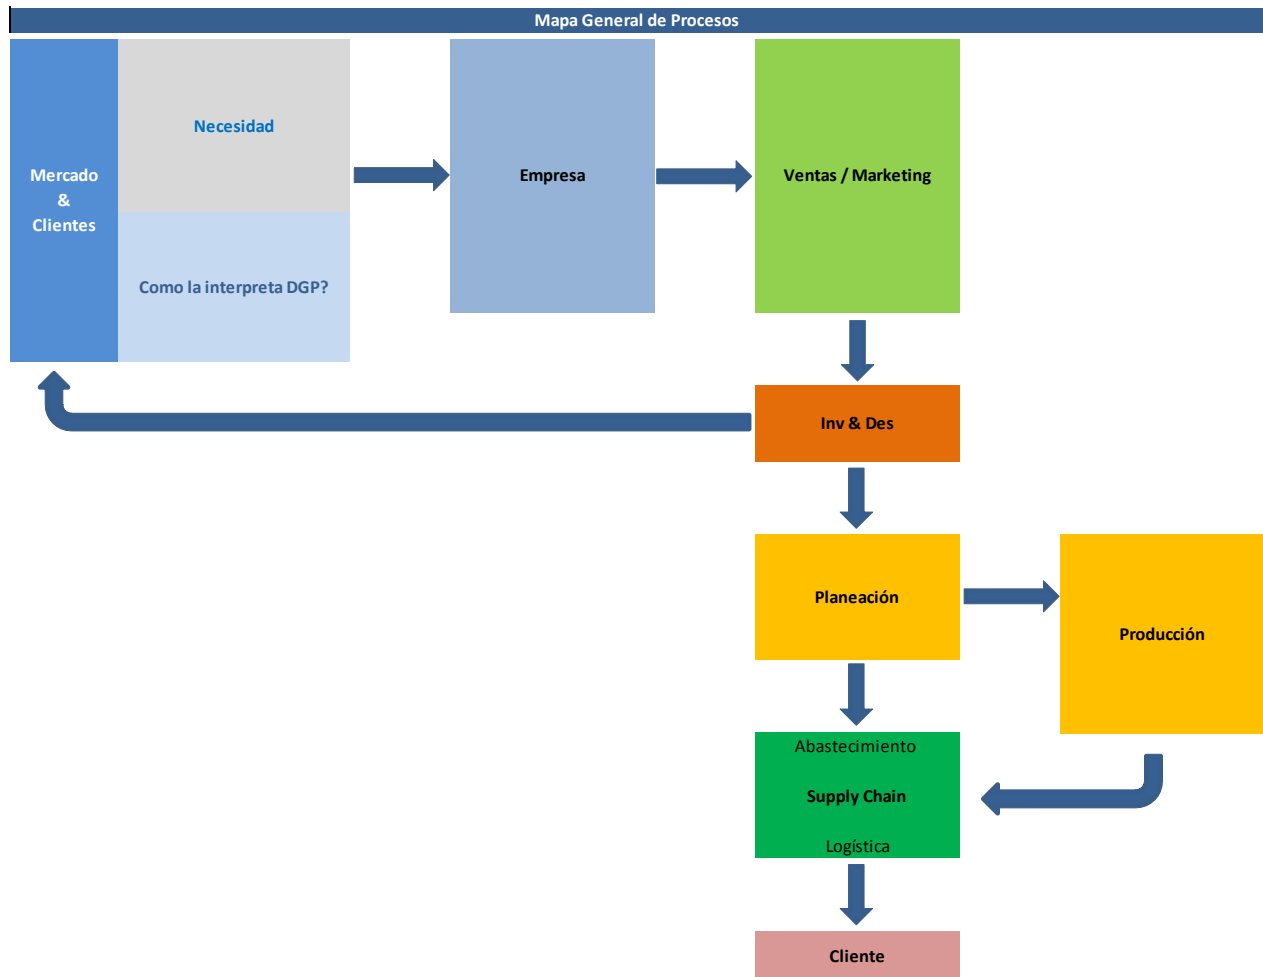 Mapa General de Procesos
Mercado
&
Clientes
Necesidad
Como la interpreta DGP?
Empresa
Ventas / Marketing
Inv & Des
Planeación
Producción
Abastecimiento
Supply Chain
Logística
Cliente